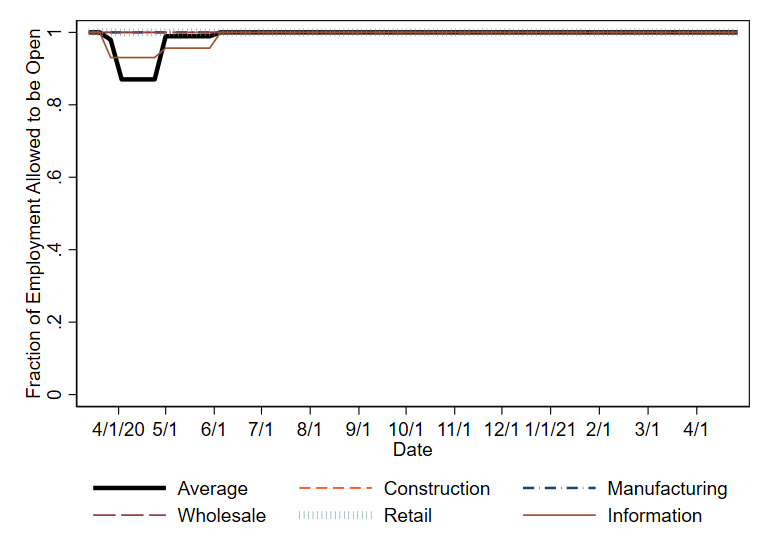 Fraction of Employment Allowed to be Open
1
.8
.6
.4
.2
0
4/1/20 5/1 6/1 7/1 8/1 9/1 10/1 11/1 12/1 1/1/21 2/1 3/1 4/1
Date
Average Construction Manufacturing
Wholesale Retail Information